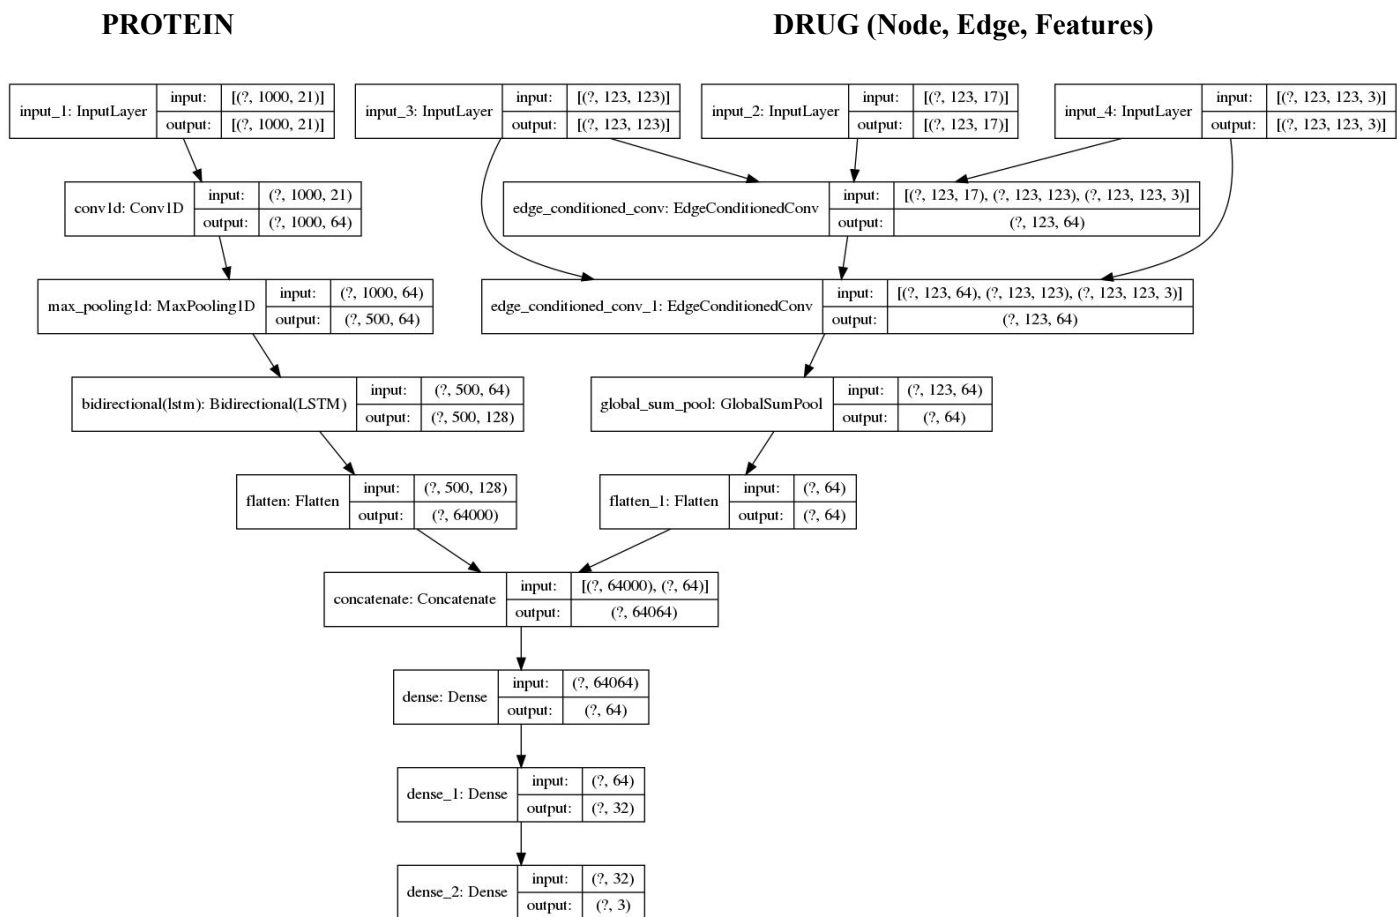 PROTEIN
DRUG (Node, Edge, Features)
input_1: InputLayer
input: [(?, 1000, 21)]
output: [(?, 1000, 21)]
input_3: InputLayer
input: [(?, 123, 123)]
output: [(?, 123, 123)]
input_2: InputLayer
input: [(?, 123, 17)]
output: [(?, 123, 17)]
input_4: InputLayer
input: [(?, 123, 123, 3)]
output: [(?, 123, 123, 3)]
conv1d: Conv1D
input: (?, 1000, 21)
output: (?, 1000, 64)
edge_conditioned_conv: EdgeConditionedConv
input: [(?, 123, 17), (?, 123, 123), (?, 123, 123, 3)]
output: (?, 123, 64)
max_pooling1d: MaxPooling1D
input: (?, 1000, 64)
output: (?, 500, 64)
edge_conditioned_conv_1: EdgeConditionedConv
input: [(?, 123, 64), (?, 123, 123), (?, 123, 123, 3)]
output: (?, 123, 64)
bidirectional(lstm): Bidirectional(LSTM)
input: (?, 500, 64)
output: (?, 500, 128)
global_sum_pool: GlobalSumPool
input: (?, 123, 64)
output: (?, 64)
flatten: Flatten
input: (?, 500, 128)
output: (?, 64000)
flatten_1: Flatten
input: (?, 64)
output: (?, 64)
concatenate: Concatenate
input: [(?, 64000), (?, 64)]
output: (?, 64064)
dense: Dense
input: (?, 64064)
output: (?, 64)
dense_1: Dense
input: (?, 64)
output: (?, 32)
dense_2: Dense
input: (?, 32)
output: (?, 3)